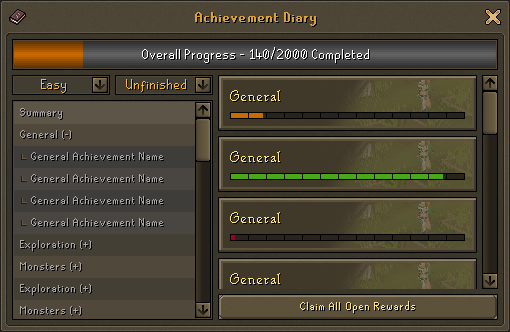 Achievement Diary
Overall Progress - 140/2000 Completed
Easy
Unfinished
Summary
General (-)
General Achievement Name
General Achievement Name
General Achievement Name
General Achievement Name
Exploration (+)
Monsters (+)
Exploration (+)
Monsters (+)
General
General
General
General
Claim All Open Rewards